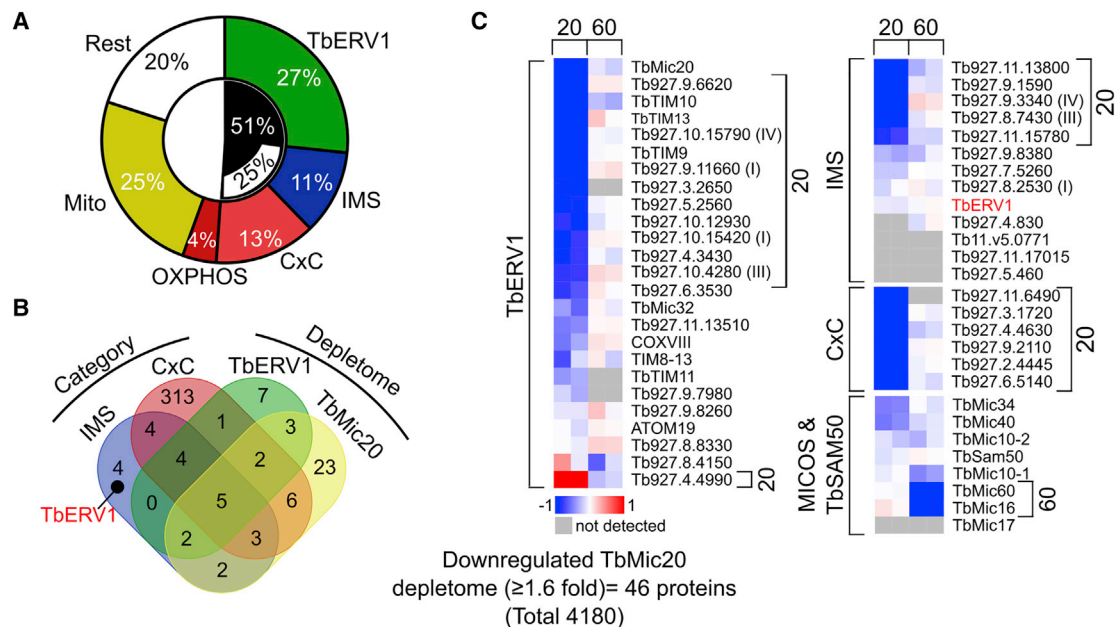 A
Rest
20%
TbERV1
27%
51%
25%
25%
11%
IMS
Mito
4%
13%
OXPHOS
CxC
B
Category
Depletome
CxC
TbERV1
IMS
TbMic20
313
7
4
1
3
4
4
2
23
TbERV1
0
5
6
2
3
2
C
20 60
TbERV1
TbMic20
Tb927.9.6620
TbTIM10
TbTIM13
Tb927.10.15790 (IV)
TbTIM9
Tb927.9.11660 (I)
Tb927.3.2650
Tb927.5.2560
Tb927.10.12930
Tb927.10.15420 (I)
Tb927.4.3430
Tb927.10.4280 (III)
Tb927.6.3530
20
TbMic32
Tb927.11.13510
COXVIII
TIM8-13
TbTIM11
Tb927.9.7980
Tb927.9.8260
ATOM19
Tb927.8.8330
Tb927.8.4150
Tb927.4.4990
20
-1 1
not detected
20 60
IMS
Tb927.11.13800
Tb927.9.1590
Tb927.9.3340 (IV)
Tb927.8.7430 (III)
Tb927.11.15780
20
Tb927.9.8380
Tb927.7.5260
Tb927.8.2530 (I)
TbERV1
Tb927.4.830
Tb11.v5.0771
Tb927.11.17015
Tb927.5.460
CxC
Tb927.11.6490
Tb927.3.1720
Tb927.4.4630
Tb927.9.2110
Tb927.2.4445
Tb927.6.5140
20
MICOS &
TbSAM50
TbMic34
TbMic40
TbMic10-2
TbSam50
TbMic10-1
TbMic60
TbMic16
60
TbMic17
Downregulated TbMic20
depletome (≥1.6 fold)= 46 proteins
(Total 4180)